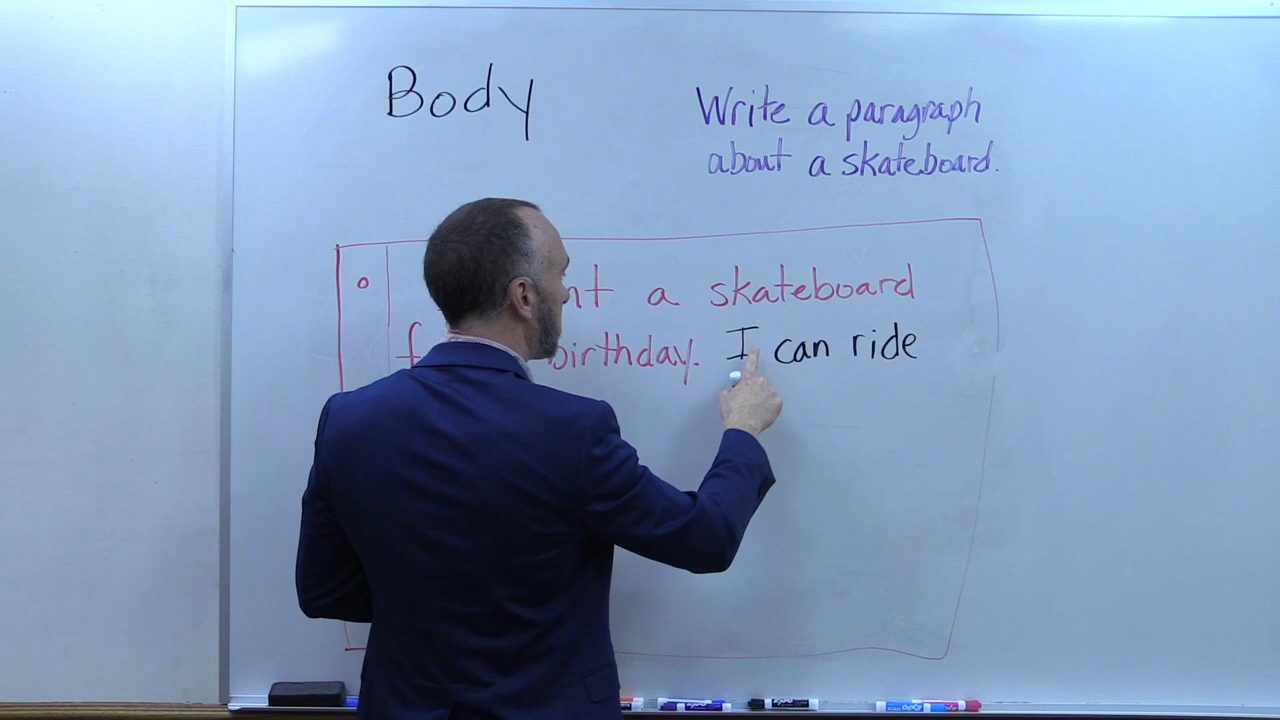 Body
Write a paragraph
about a skateboard.
a skateboard
birthday. I can ride